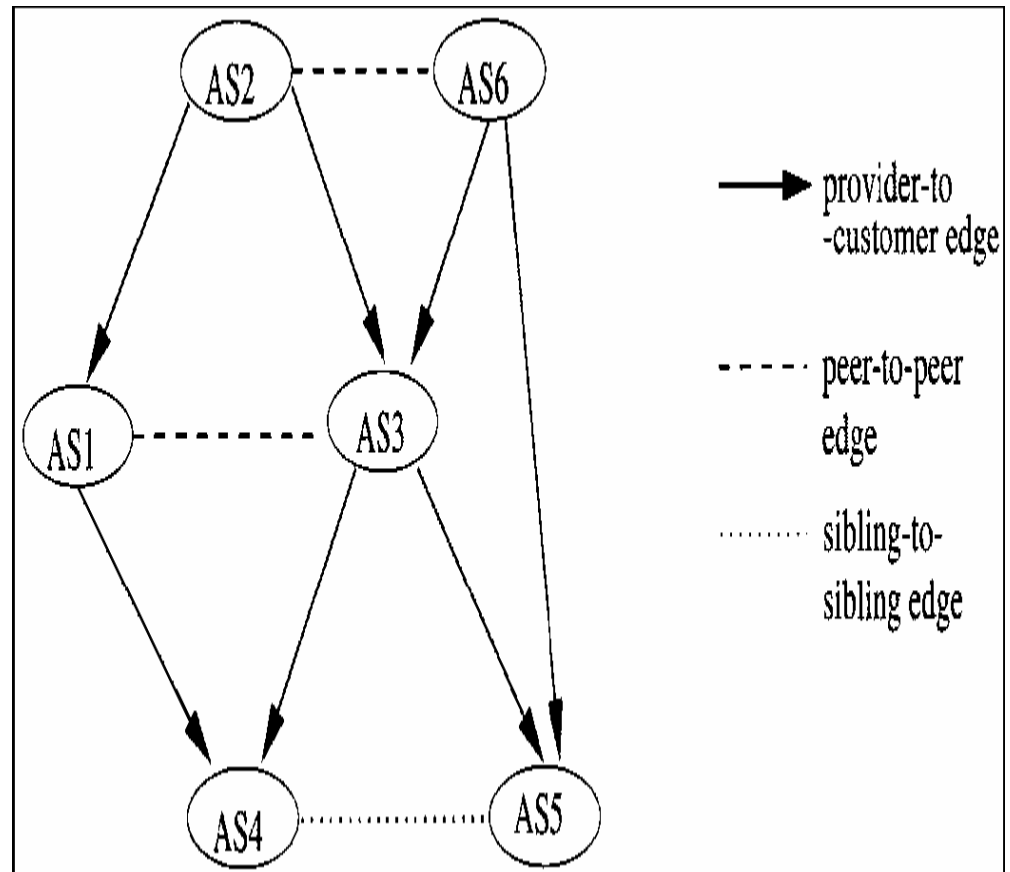 AS2
AS6
provider-to
-customer edge
peer-to-peer
edge
AS1
AS3
sibling-to-
sibling edge
AS4
AS5